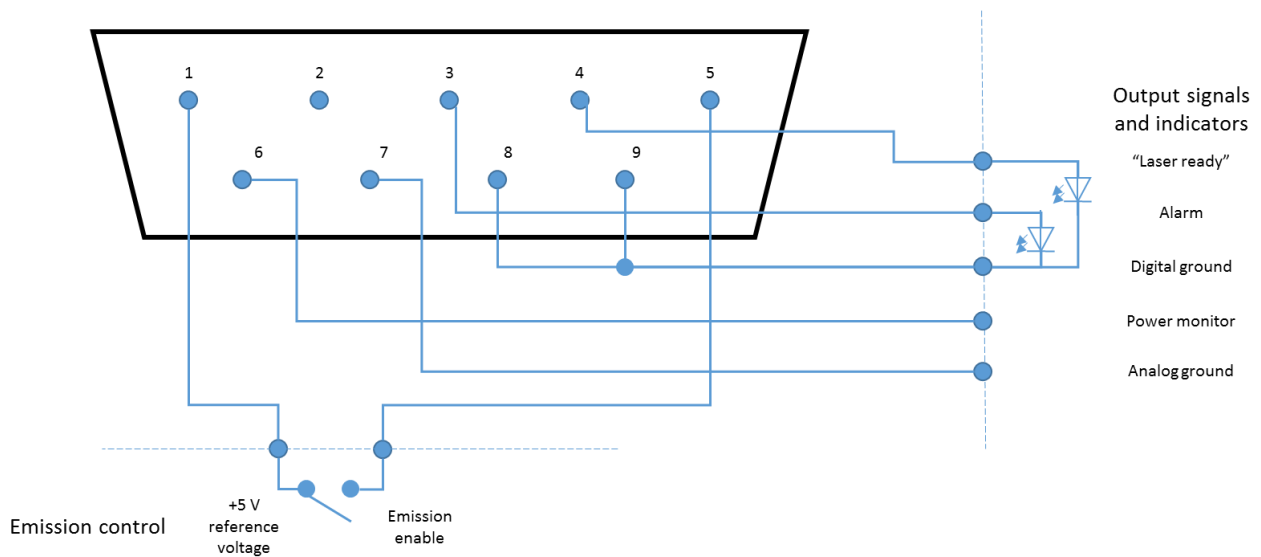 1
2
3
4
5
6
7
8
9
Output signals
and indicators
“Laser ready”
Alarm
Digital ground
Power monitor
Analog ground
Emission control
+5 V
reference
voltage
Emission
enable